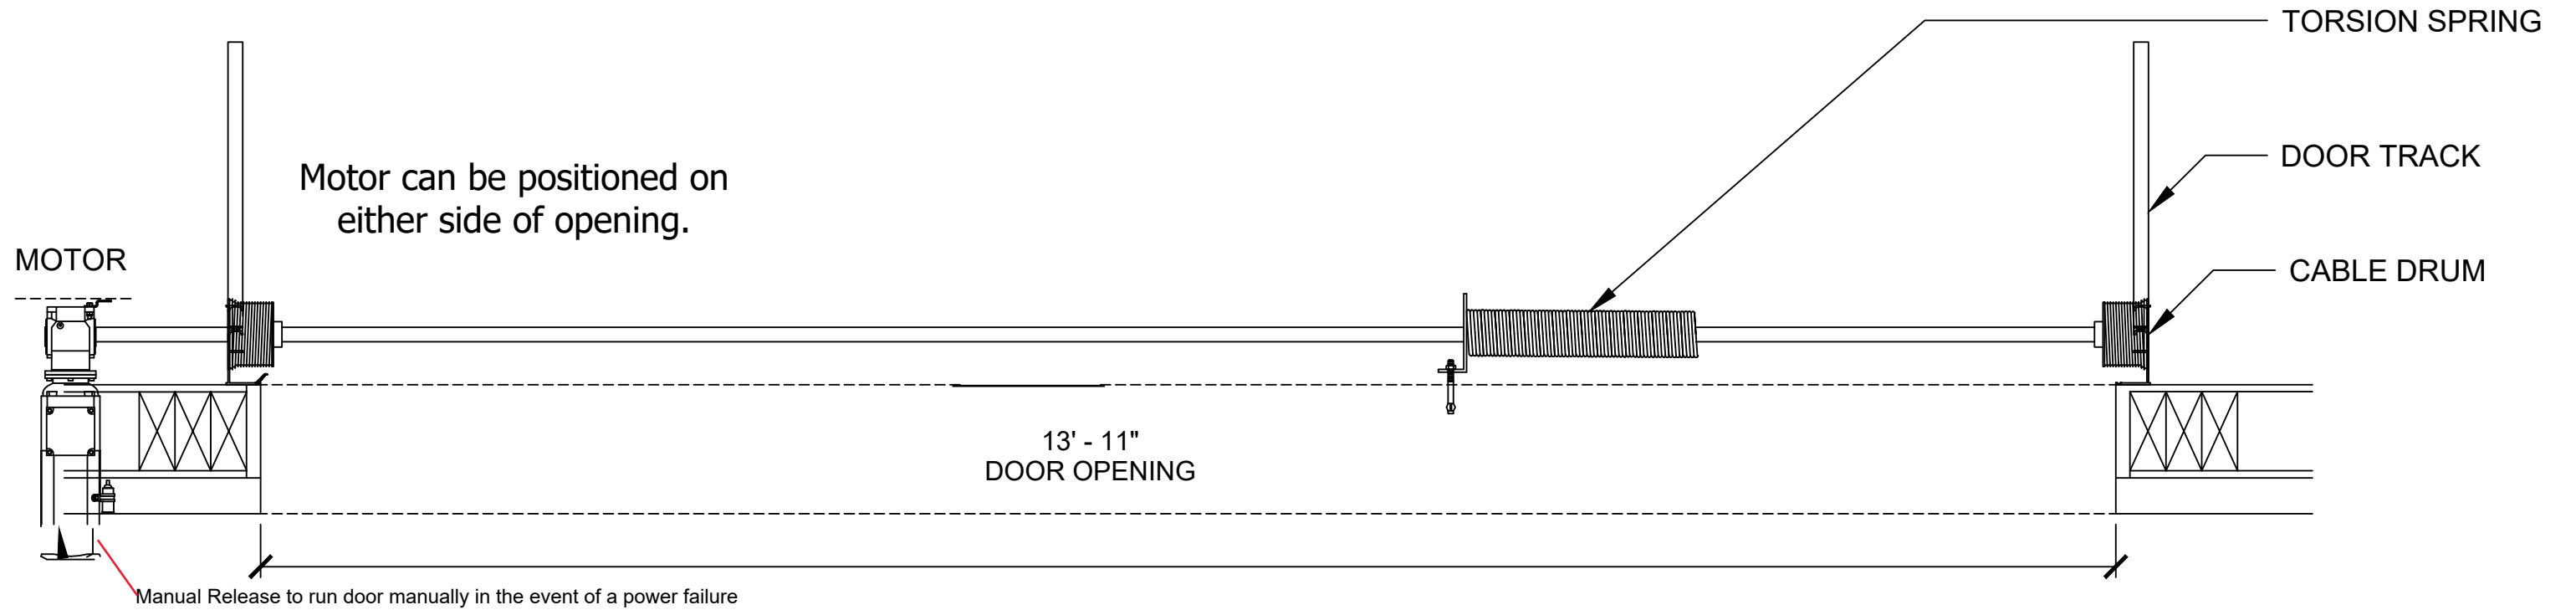 TORSION SPRING
DOOR TRACK
Motor can be positioned on
either side of opening.
MOTOR
CABLE DRUM
13' - 11"
DOOR OPENING
Manual Release to run door manually in the event of a power failure